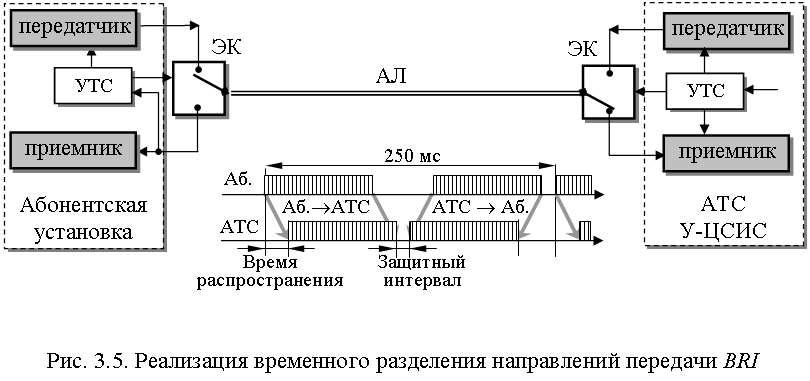 передатчик
ЭК
УТС
приемник
Абонентская
установка
АЛ
ЭК
передатчик
УТС
приемник
АТС
У-ЦСИС
250 мс
Аб.
Аб.→АТС
АТС → Аб.
АТС
Время
распространения
Защитный
интервал
Рис. 3.5. Реализация временного разделения направлений передачи BRI